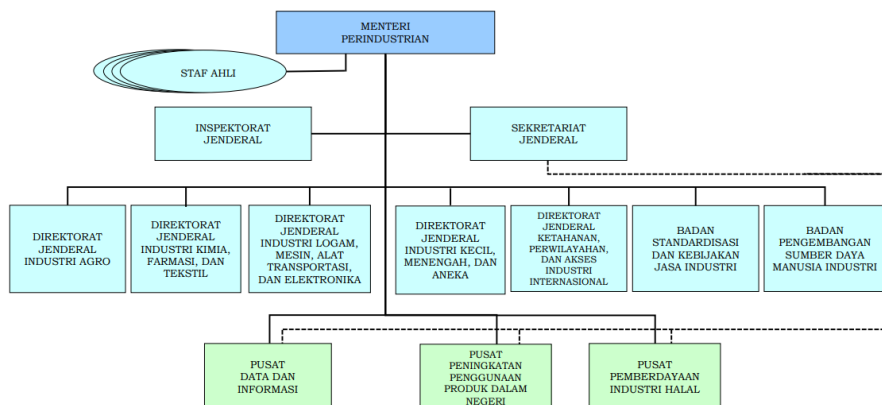 MENTERI
PERINDUSTRIAN
STAF AHLI
INSPEKTORAT
JENDERAL
SEKRETARIAT
JENDERAL
DIREKTORAT
JENDERAL
INDUSTRI AGRO
DIREKTORAT
JENDERAL
INDUSTRI KIMIA,
FARMASI, DAN
TEKSTIL
DIREKTORAT
JENDERAL
INDUSTRI LOGAM,
MESIN, ALAT
TRANSPORTASI,
DAN ELEKTRONIKA
DIREKTORAT
JENDERAL
INDUSTRI KECIL,
MENENGAH, DAN
ANEKA
DIREKTORAT
JENDERAL
KETAHANAN,
PERWILAYAHAN,
DAN AKSES
INDUSTRI
INTERNASIONAL
BADAN
STANDARDISASI
DAN KEBIJAKAN
JASA INDUSTRI
BADAN
PENGEMBANGAN
SUMBER DAYA
MANUSIA INDUSTRI
PUSAT
DATA DAN
INFORMASI
PUSAT
PENINGKATAN
PENGGUNAAN
PRODUK DALAM
NEGERI
PUSAT
PEMBERDAYAAN
INDUSTRI HALAL